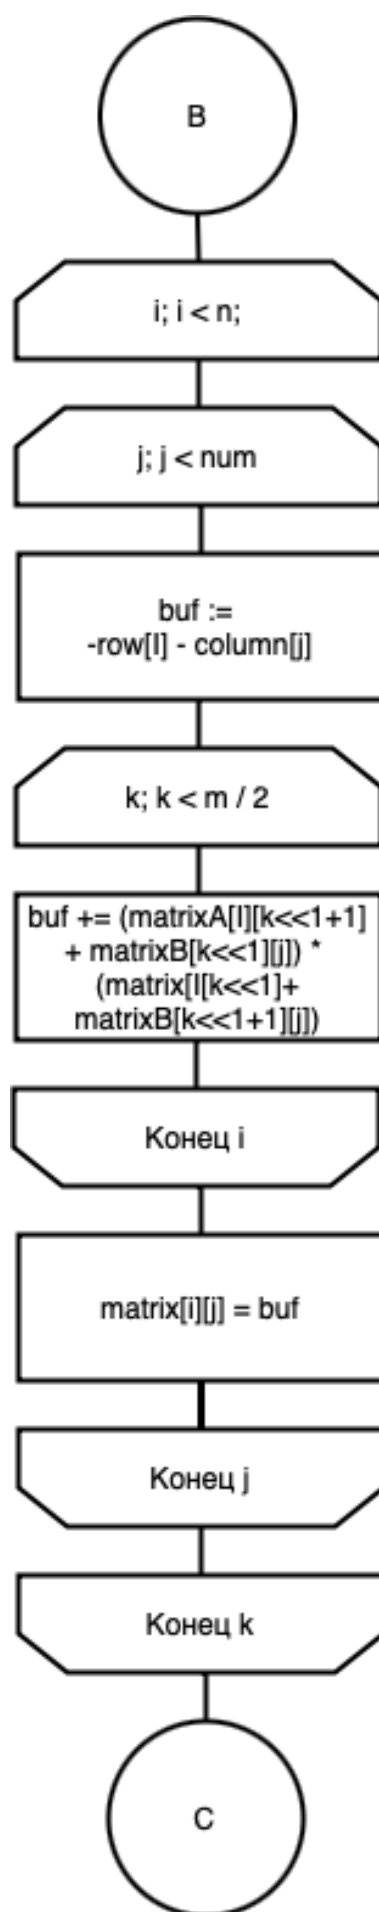 B
i; i < n;
j; j < num
buf :=
-row[I] - column[j]
k; k < m / 2
buf += (matrixA[I][k<<1+1]
+ matrixB[k<<1][j]) *
(matrix[I[k<<1]+
matrixB[k<<1+1][j])
Конец i
matrix[i][j] = buf
Конец j
Конец k
C